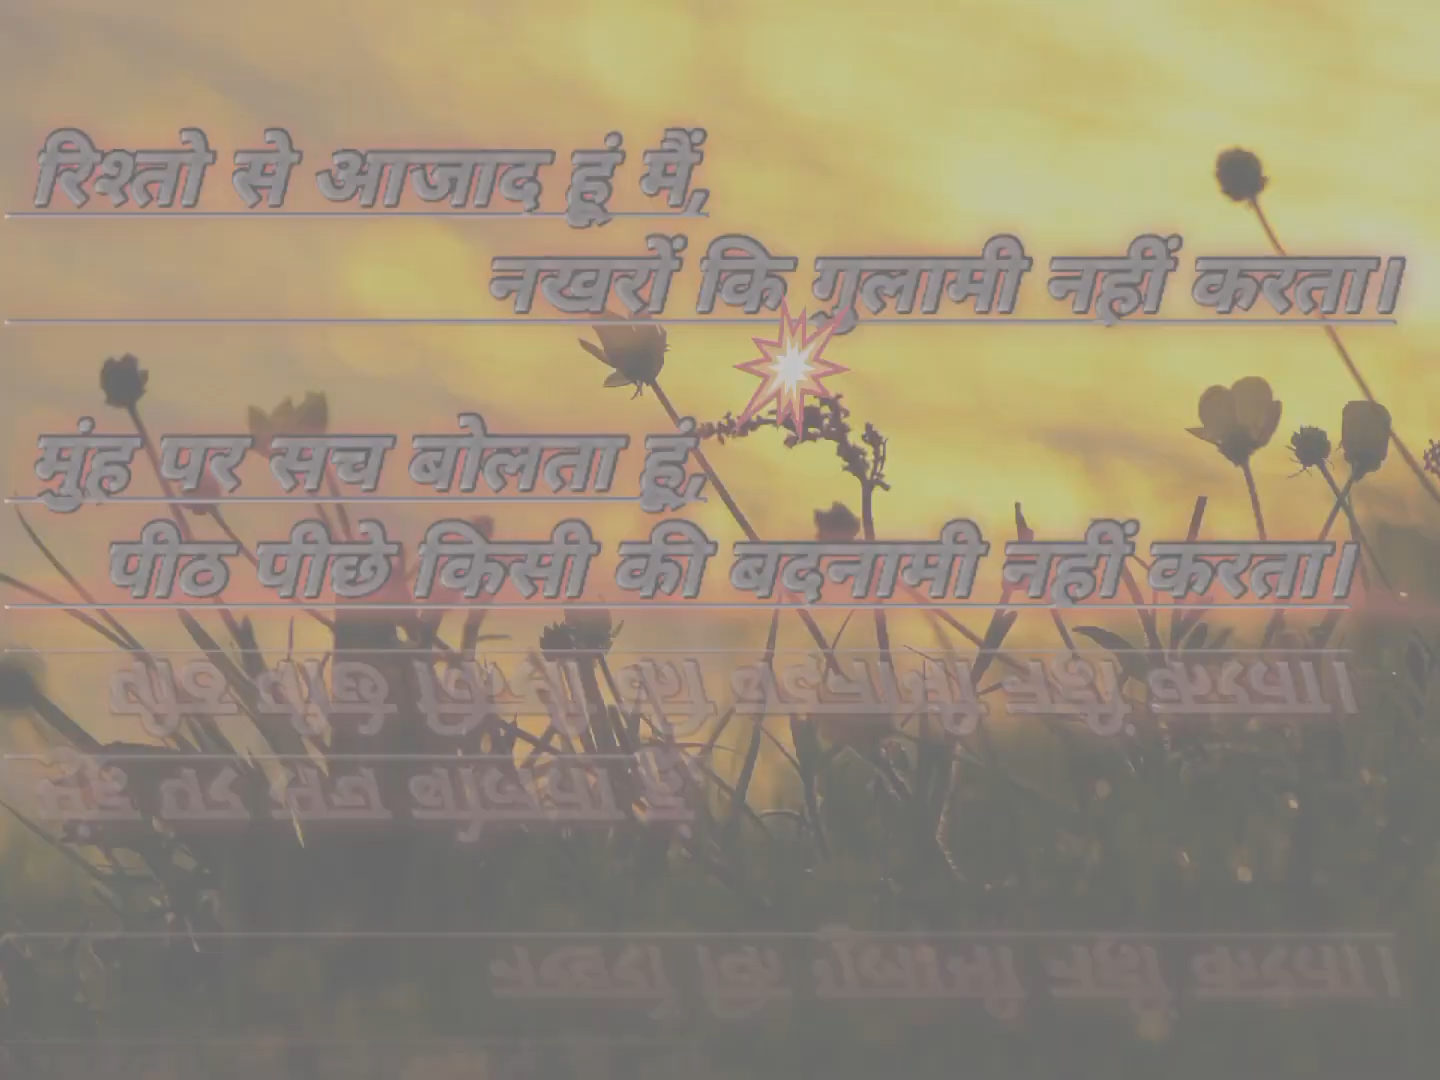 रिश्तो से आजाद हूं मैं,
नखरों कि गुलामी नहीं करता।
मुंह पर सच बोलता हूं,
पीठ पीछे किसी की बदनामी नहीं करता।